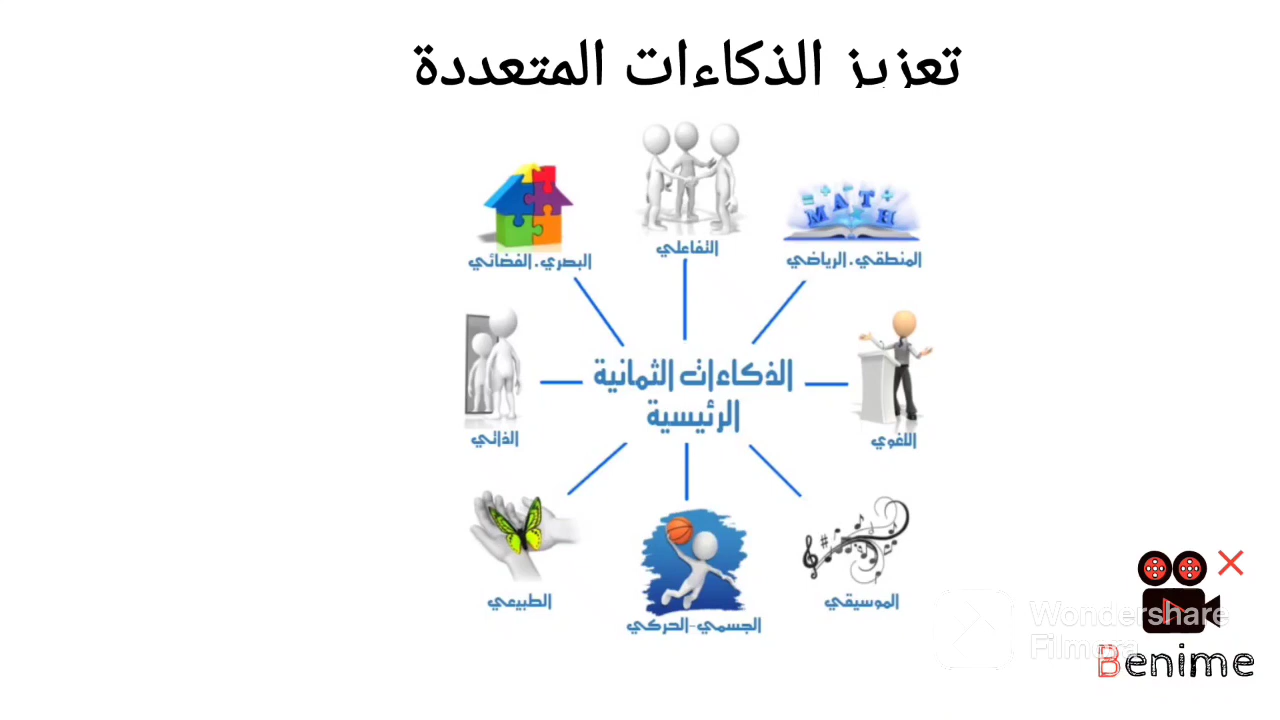 تعزيز الذكاءات المتعددة
التفاعلي
المنطقي . الرياضي
البصري . الفضائي
MATH
الذكاءات الثمانية
الرئيسية
اللغوي
الذاتي
الموسيقي
الطبيعي
الجسمي-الحركي
Wondershare
Filmora
Benime